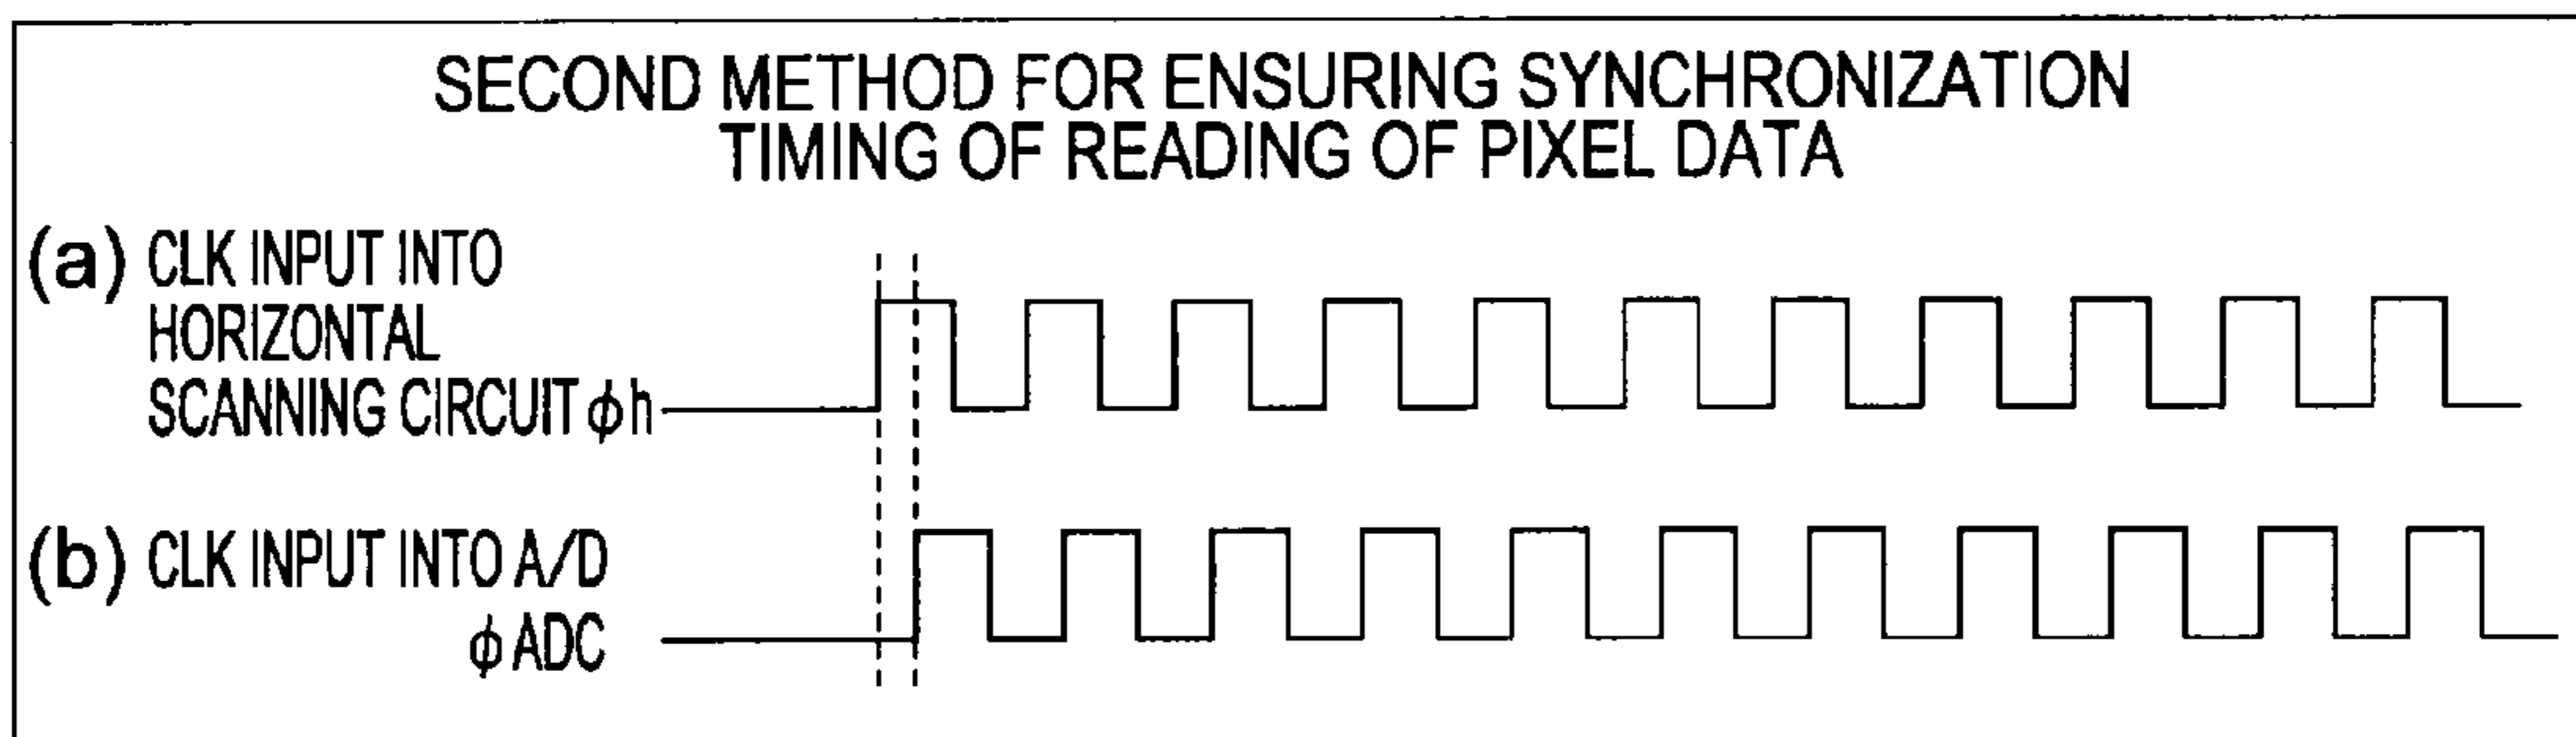 SECOND METHOD FOR ENSURING SYNCHRONIZATION
TIMING OF READING OF PIXEL DATA
(a) CLK INPUT INTO
HORIZONTAL
SCANNING CIRCUIT ϕh
(b) CLK INPUT INTO A/D
ϕADC